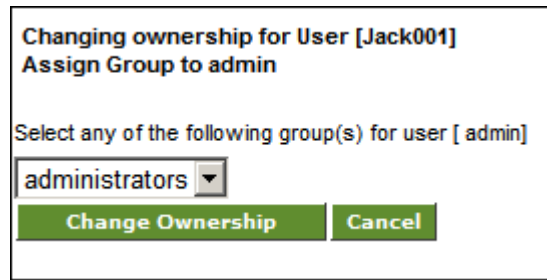 Changing ownership for User [Jack001]
Assign Group to admin
Select any of the following group(s) for user [ admin]
administrators
Change Ownership Cancel